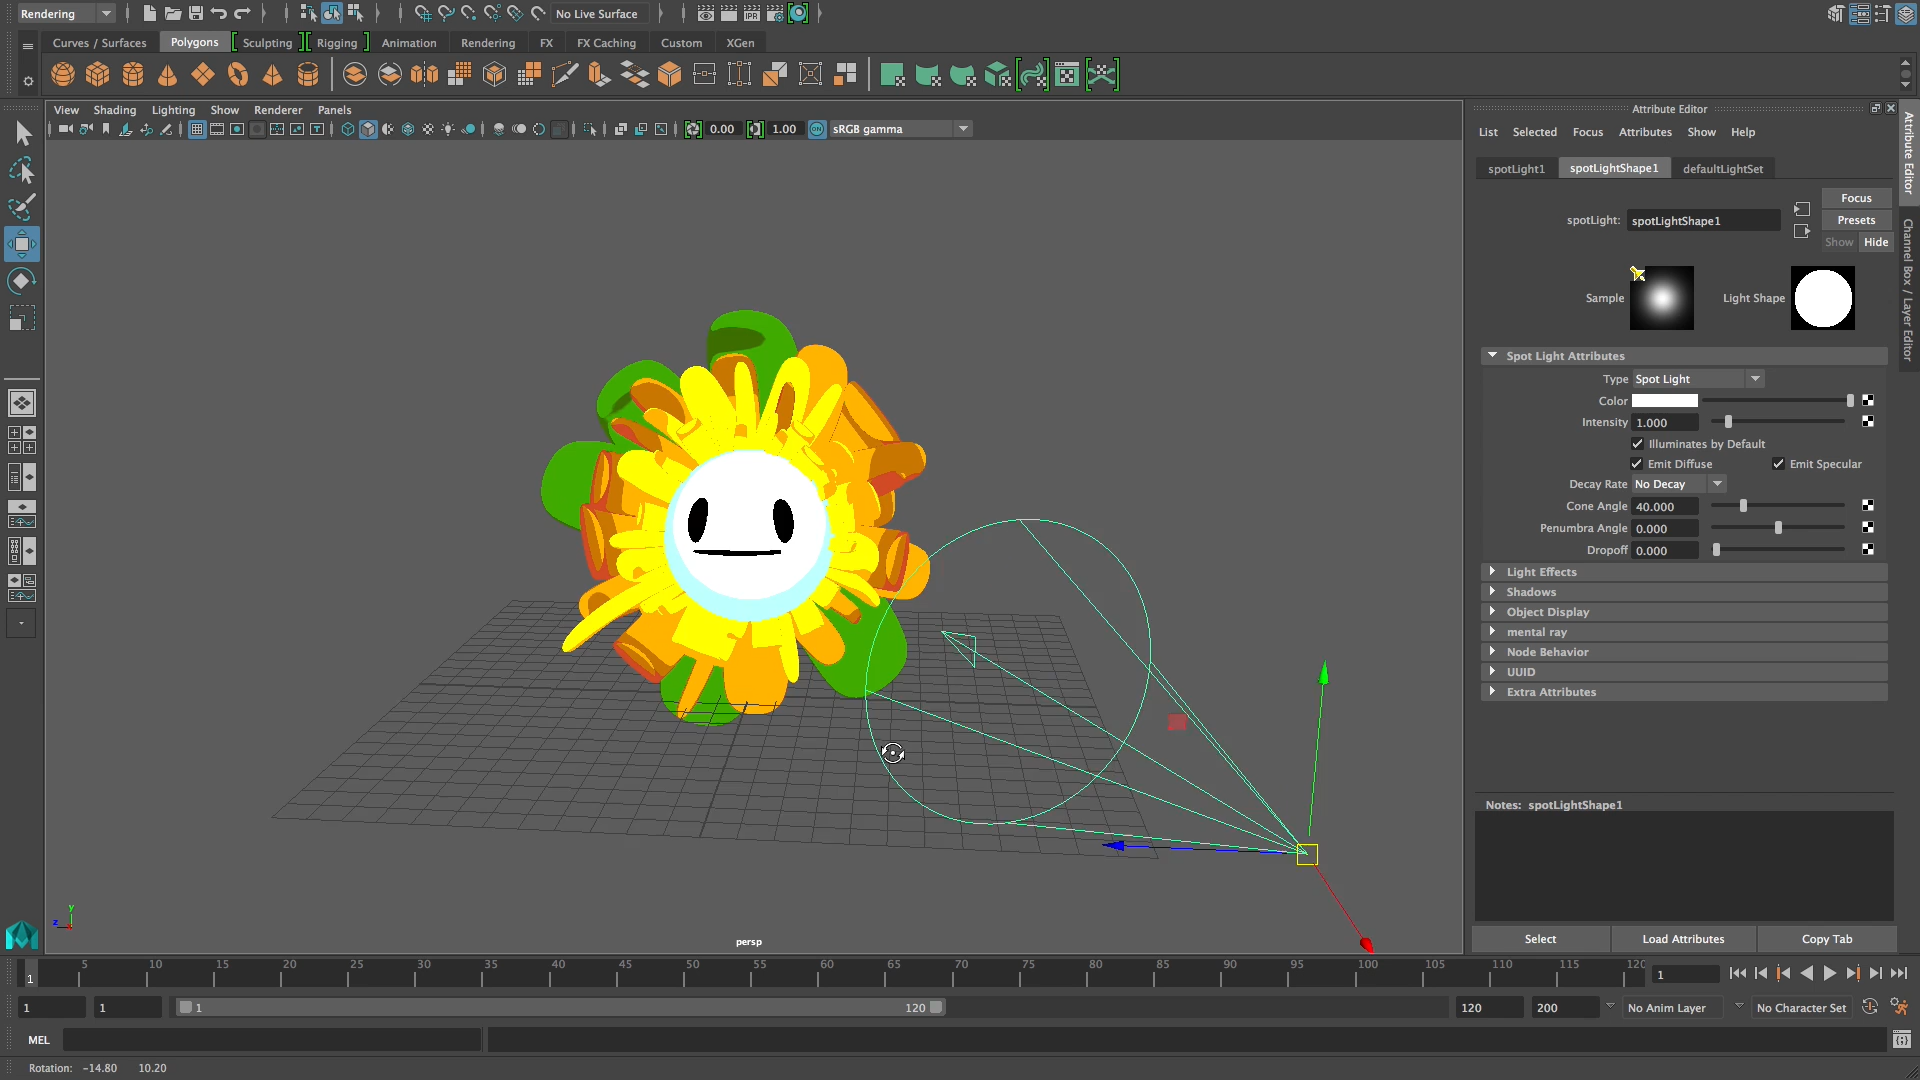 Rendering
No Live Surface
Curves / Surfaces Polygons Sculpting Rigging Animation Rendering FX FX Caching Custom XGen
View Shading Lighting Show Renderer Panels
0.00 1.00 ON sRGB gamma
persp
y
z
Attribute Editor
List Selected Focus Attributes Show Help
spotLight1 spotLightShape1 defaultLightSet
Focus
spotLight: spotLightShape1 Presets
Show Hide
Sample Light Shape
Spot Light Attributes
Type Spot Light
Color
Intensity 1.000
Illuminates by Default
Emit Diffuse Emit Specular
Decay Rate No Decay
Cone Angle 40.000
Penumbra Angle 0.000
Dropoff 0.000
Light Effects
Shadows
Object Display
mental ray
Node Behavior
UUID
Extra Attributes
Notes: spotLightShape1
Select Load Attributes Copy Tab
Attribute Editor
Channel Box / Layer Editor
1 5 10 15 20 25 30 35 40 45 50 55 60 65 70 75 80 85 90 95 100 105 110 115 120 1
1 1 1 120 120 200 No Anim Layer No Character Set
MEL
Rotation: -14.80 10.20